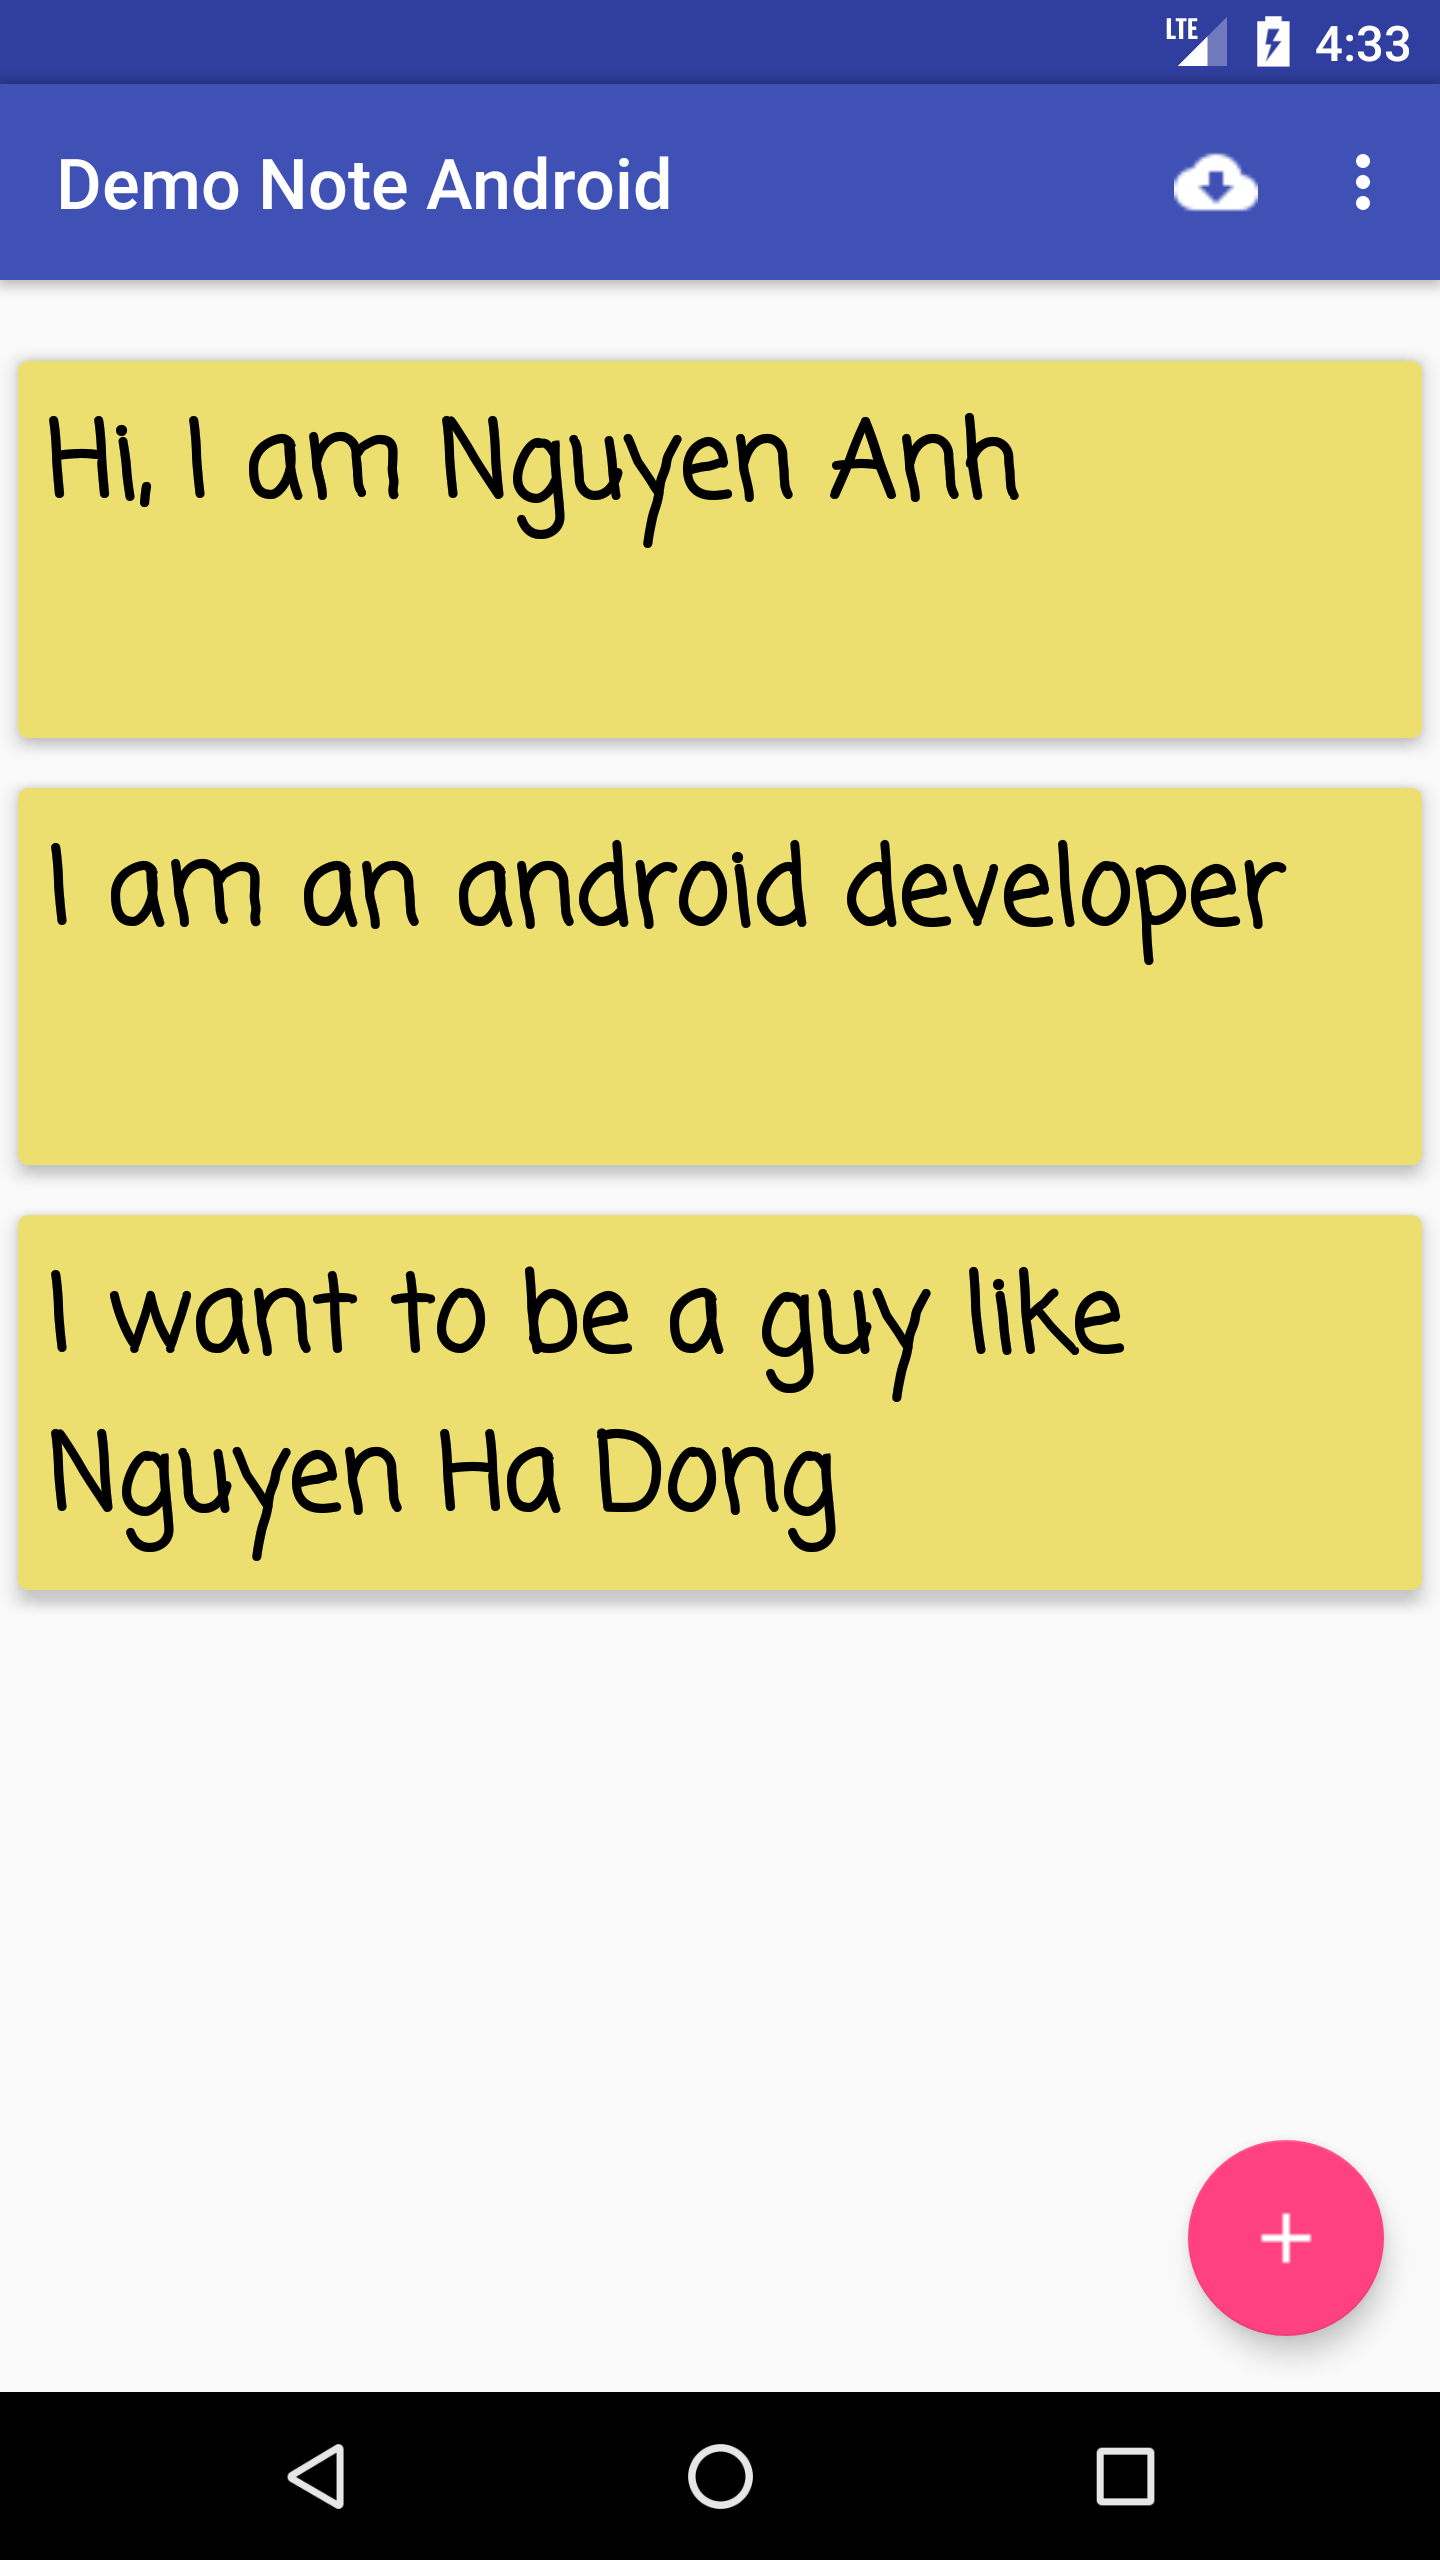 LTE 4:33
Demo Note Android
Hi, I am Nguyen Anh
I am an android developer
I want to be a guy like
Nguyen Ha Dong